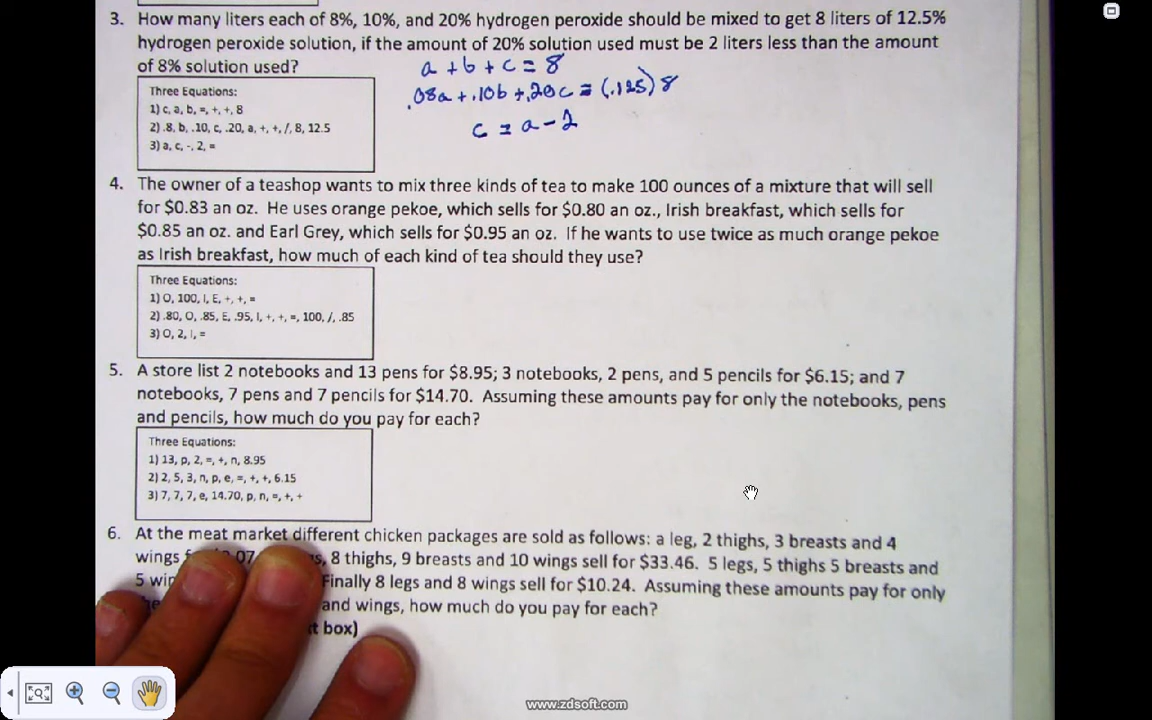 3. How many liters each of 8%, 10%, and 20% hydrogen peroxide should be mixed to get 8 liters of 12.5%
hydrogen peroxide solution, if the amount of 20% solution used must be 2 liters less than the amount
of 8% solution used?
a + b + c = 8
.08a + .10b + .20c = (.125) 8
c = a - 2
Three Equations:
1) c, a, b, =, +, +, 8
2) .8, b, .10, c, .20, a, +, +, /, 8, 12.5
3) a, c, -, 2, =
4. The owner of a teashop wants to mix three kinds of tea to make 100 ounces of a mixture that will sell
for $0.83 an oz. He uses orange pekoe, which sells for $0.80 an oz., Irish breakfast, which sells for
$0.85 an oz. and Earl Grey, which sells for $0.95 an oz. If he wants to use twice as much orange pekoe
as Irish breakfast, how much of each kind of tea should they use?
Three Equations:
1) O, 100, I, E, +, +, =
2) .80, O, .85, E, .95, I, +, +, =, 100, /, .85
3) O, 2, I, =
5. A store list 2 notebooks and 13 pens for $8.95; 3 notebooks, 2 pens, and 5 pencils for $6.15; and 7
notebooks, 7 pens and 7 pencils for $14.70. Assuming these amounts pay for only the notebooks, pens
and pencils, how much do you pay for each?
Three Equations:
1) 13, p, 2, =, +, n, 8.95
2) 2, 5, 3, n, p, e, =, +, +, 6.15
3) 7, 7, 7, e, 14.70, p, n, =, +, +
6. At the meat market different chicken packages are sold as follows: a leg, 2 thighs, 3 breasts and 4
wings 8 thighs, 9 breasts and 10 wings sell for $33.46. 5 legs, 5 thighs 5 breasts and
5 Finally 8 legs and 8 wings sell for $10.24. Assuming these amounts pay for only
and wings, how much do you pay for each?
box)
www.zdsoft.com